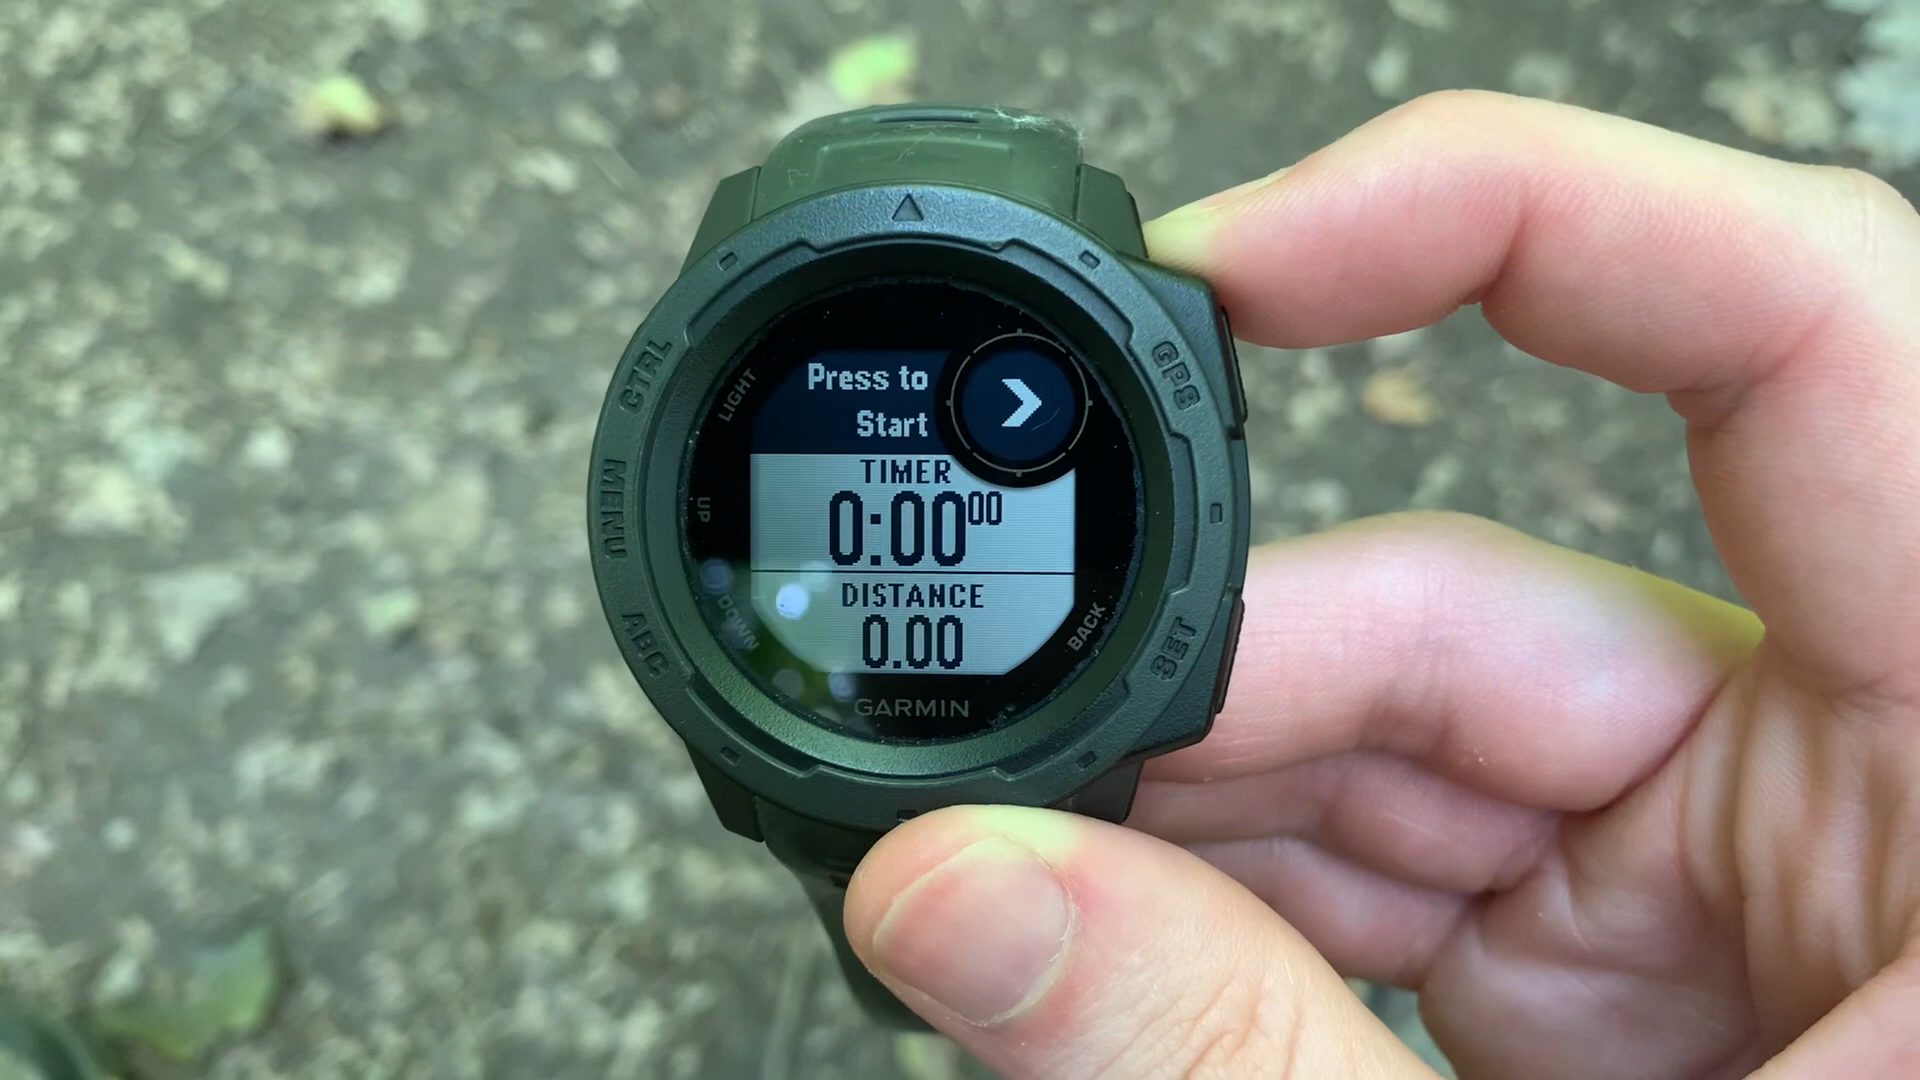 Press to
Start
TIMER
0:00 00
DISTANCE
0.00
GARMIN
LIGHT
UP
DOWN
BACK
CTRL
MENU
ABC
GPS
SET